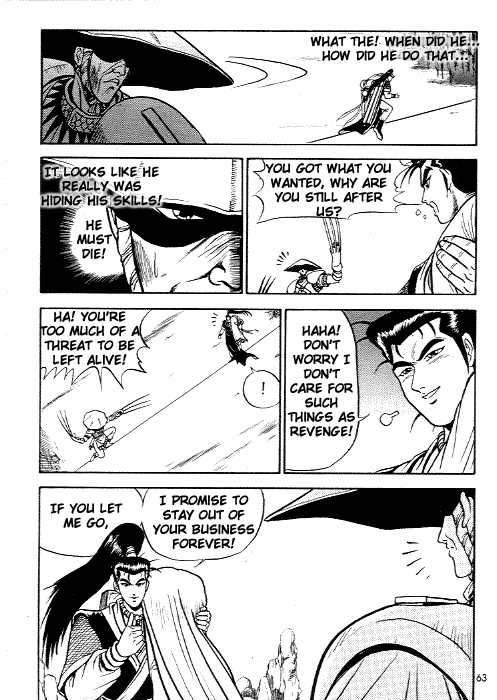 WHAT THE! WHEN DID HE...
HOW DID HE DO THAT...
IT LOOKS LIKE HE
REALLY WAS
HIDING HIS SKILLS!
HE
MUST
DIE!
YOU GOT WHAT YOU
WANTED, WHY ARE
YOU STILL AFTER
US?
HA! YOU'RE
TOO MUCH OF A
THREAT TO BE
LEFT ALIVE!
!
HAHA!
DON'T
WORRY I
DON'T
CARE FOR
SUCH
THINGS AS
REVENGE!
IF YOU LET
ME GO,
I PROMISE TO
STAY OUT OF
YOUR BUSINESS
FOREVER!
63